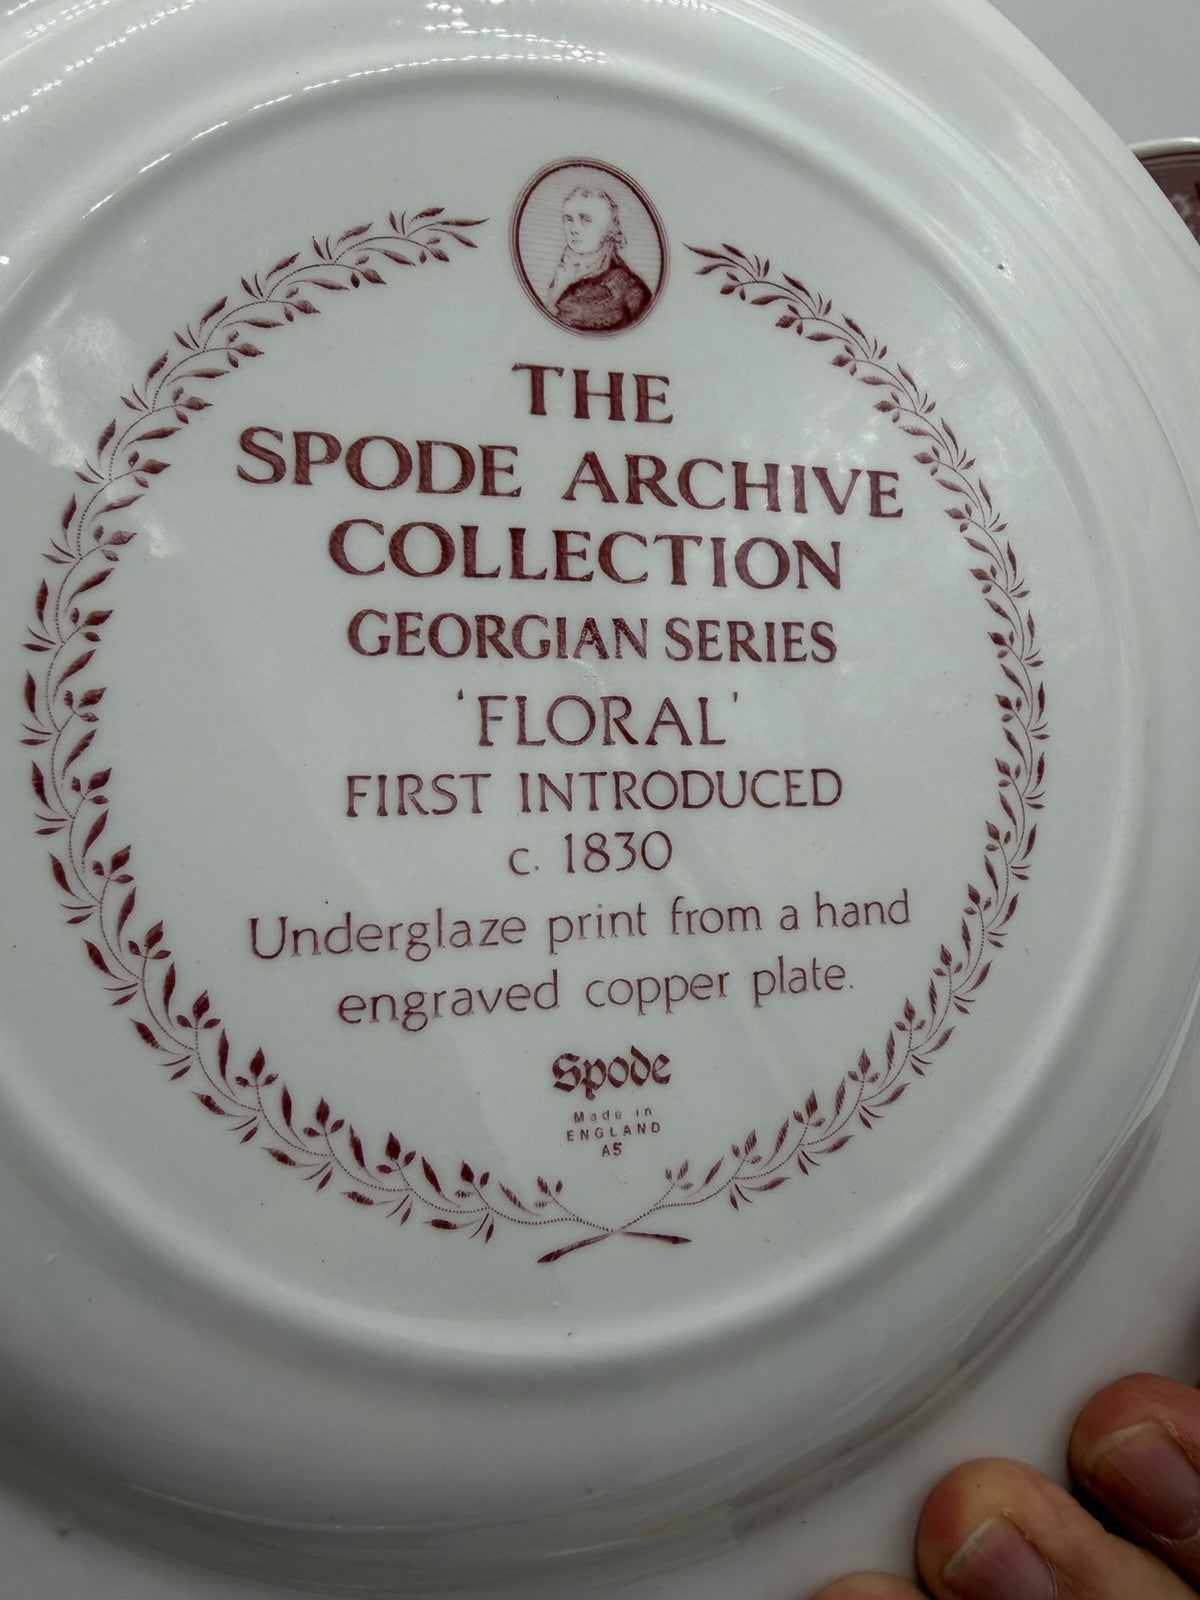 THE
SPODE ARCHIVE
COLLECTION
GEORGIAN SERIES
'FLORAL'
FIRST INTRODUCED
c. 1830
Underglaze print from a hand
engraved copper plate.
Spode
Made in
ENGLAND
A5